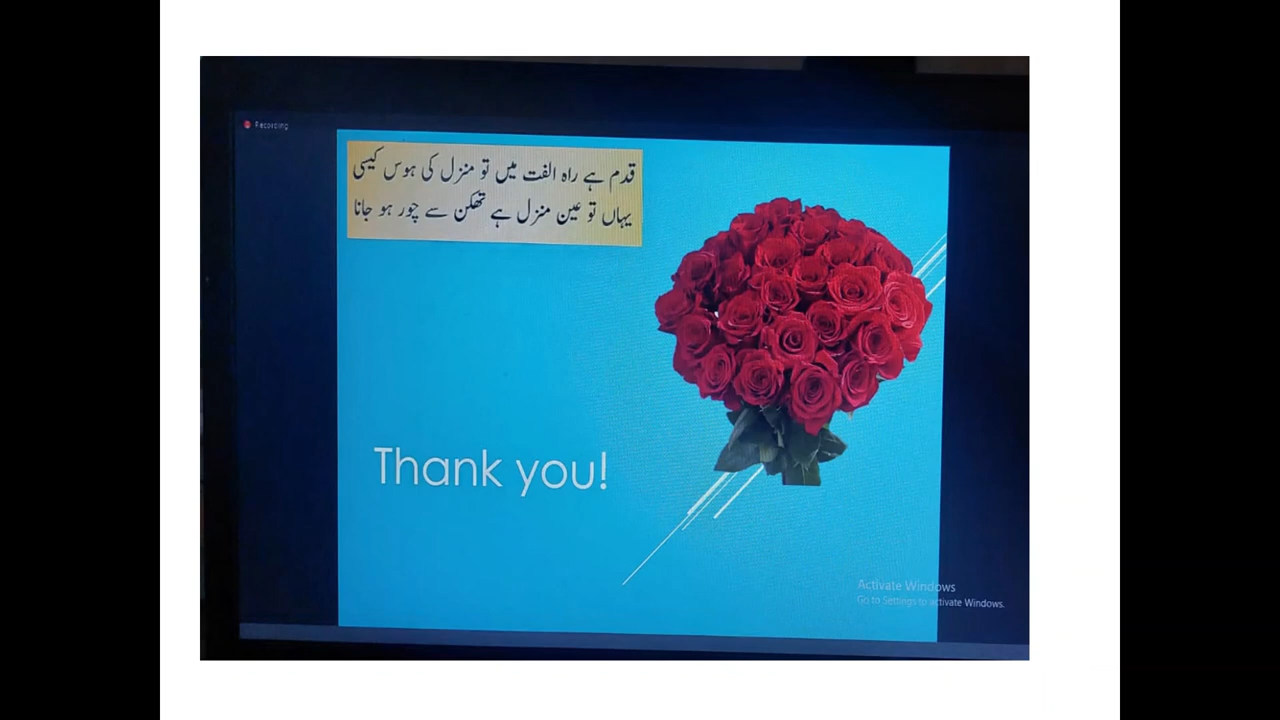 Recording
قدم ہے راہ الفت میں تو منزل کی ہوس کیسی
یہاں تو عین منزل ہے تھکن سے چور ہو جانا
Thank you!
Activate Windows
Go to Settings to activate Windows.